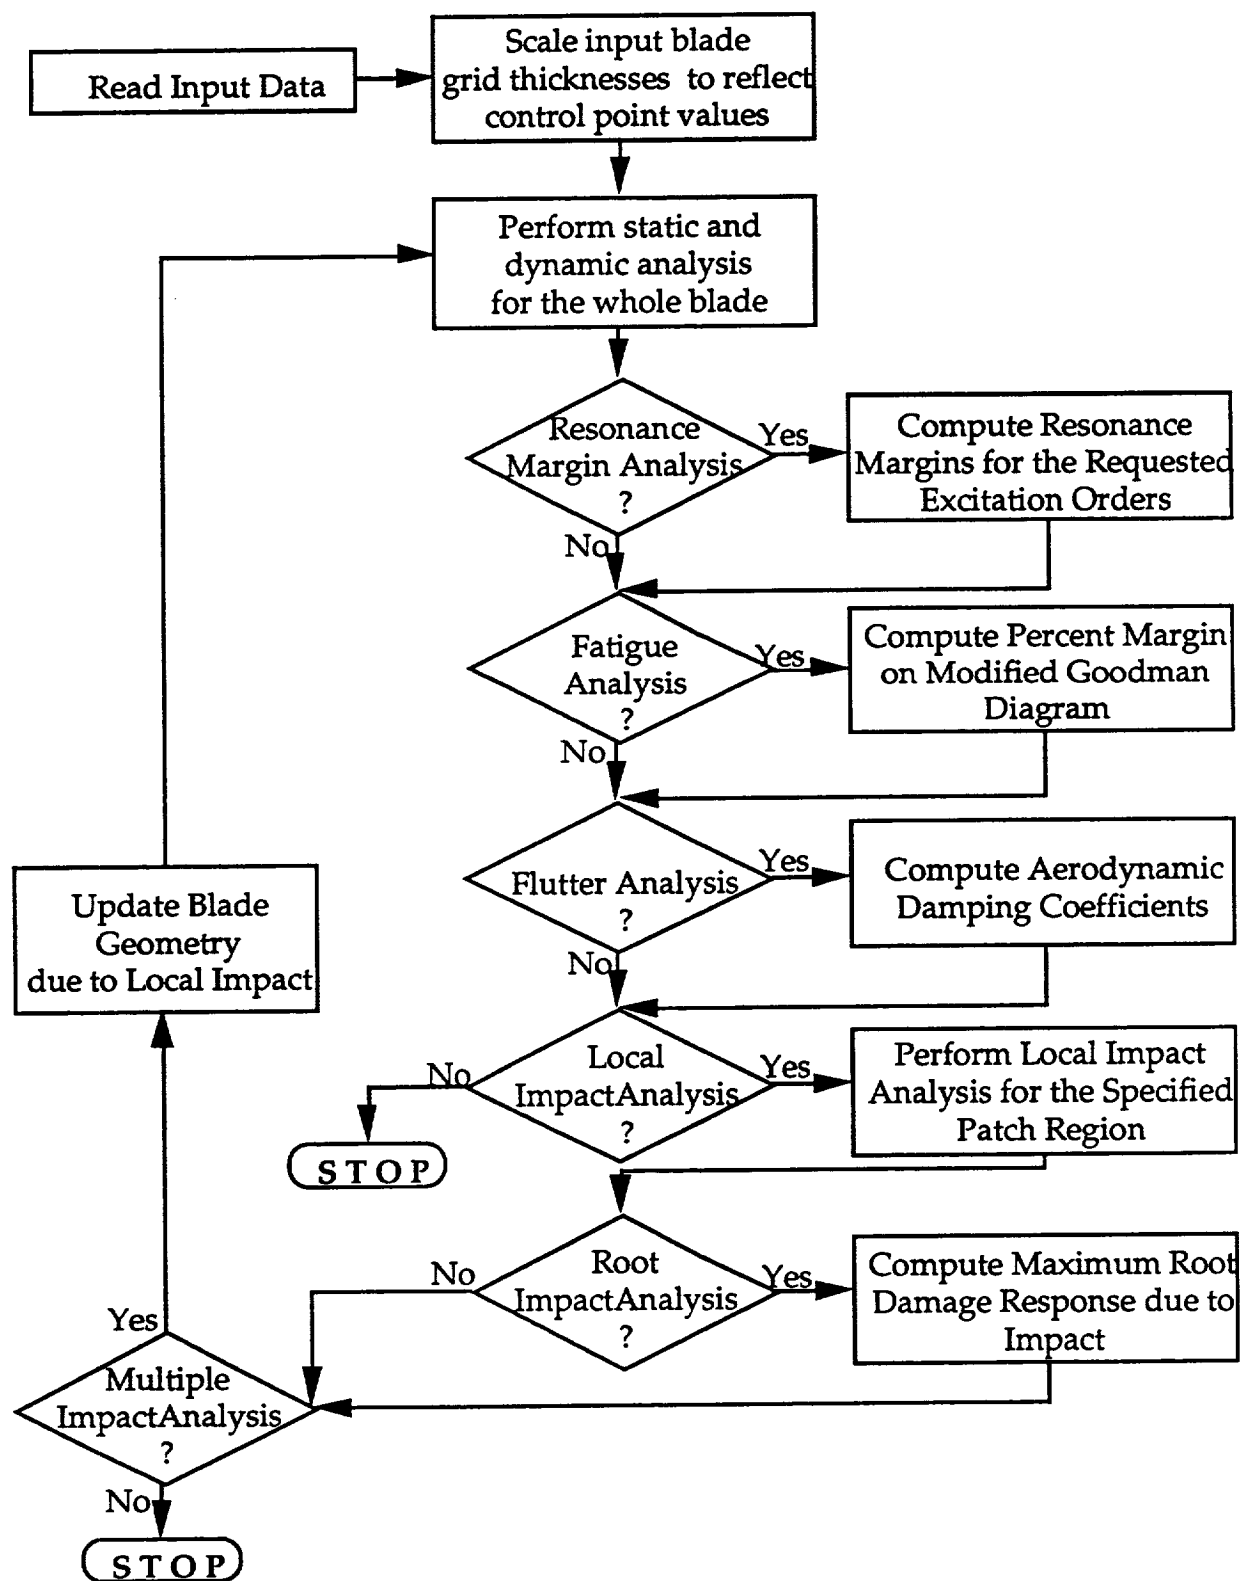 Read Input Data
Scale input blade
grid thicknesses to reflect
control point values
Perform static and
dynamic analysis
for the whole blade
Resonance
Margin Analysis
?
Yes
Compute Resonance
Margins for the Requested
Excitation Orders
No
Fatigue
Analysis
?
Yes
Compute Percent Margin
on Modified Goodman
Diagram
No
Flutter Analysis
?
Yes
Compute Aerodynamic
Damping Coefficients
No
Update Blade
Geometry
due to Local Impact
Local
ImpactAnalysis
?
No
Yes
Perform Local Impact
Analysis for the Specified
Patch Region
STOP
Root
ImpactAnalysis
?
No
Yes
Compute Maximum Root
Damage Response due to
Impact
Yes
Multiple
ImpactAnalysis
?
No
STOP